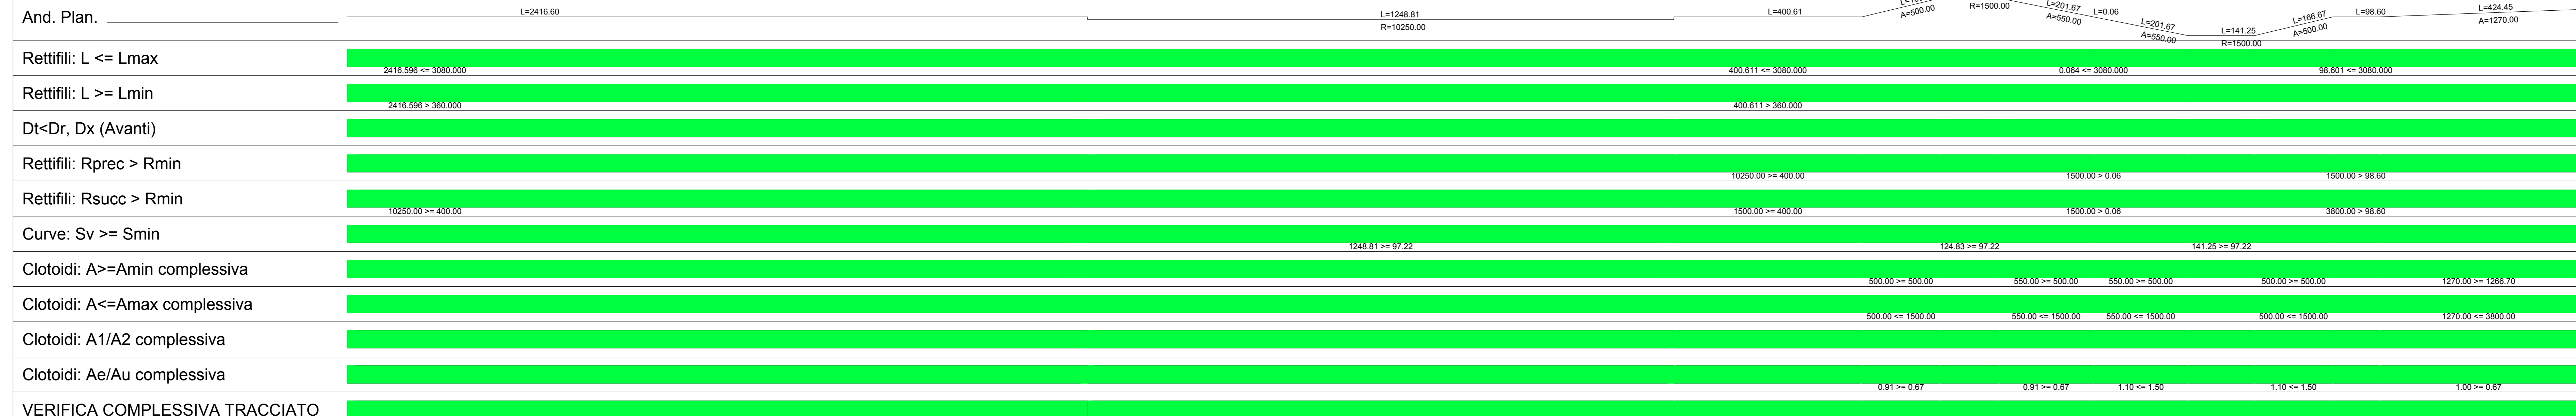 And. Plan.
L=2416.60 L=1248.81 L=400.61 L=201.67 L=0.06 L=201.67 L=141.25 L=166.67 L=98.60 L=424.45
R=10250.00 A=500.00 R=1500.00 A=550.00 A=550.00 R=1500.00 A=500.00 A=1270.00
Rettifili: L <= Lmax
2416.596 <= 3080.000 400.611 <= 3080.000 0.064 <= 3080.000 98.601 <= 3080.000
Rettifili: L >= Lmin
2416.596 > 360.000 400.611 > 360.000
Dt<Dr, Dx (Avanti)
Rettifili: Rprec > Rmin
10250.00 >= 400.00 1500.00 > 0.06 1500.00 > 98.60
Rettifili: Rsucc > Rmin
10250.00 >= 400.00 1500.00 >= 400.00 1500.00 > 0.06 3800.00 > 98.60
Curve: Sv >= Smin
1248.81 >= 97.22 124.83 >= 97.22 141.25 >= 97.22
Clotoidi: A>=Amin complessiva
500.00 >= 500.00 550.00 >= 500.00 550.00 >= 500.00 500.00 >= 500.00 1270.00 >= 1266.70
Clotoidi: A<=Amax complessiva
500.00 <= 1500.00 550.00 <= 1500.00 550.00 <= 1500.00 500.00 <= 1500.00 1270.00 <= 3800.00
Clotoidi: A1/A2 complessiva
Clotoidi: Ae/Au complessiva
0.91 >= 0.67 0.91 >= 0.67 1.10 <= 1.50 1.10 <= 1.50 1.00 >= 0.67
VERIFICA COMPLESSIVA TRACCIATO